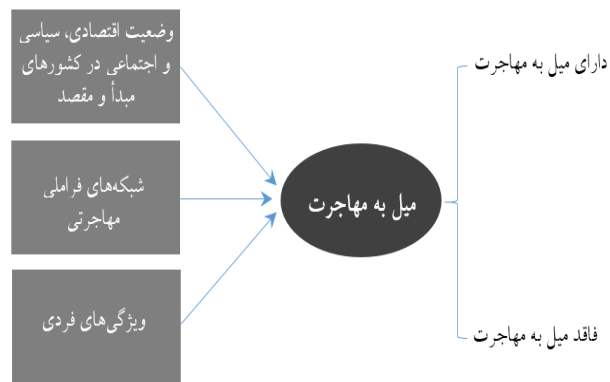 وضعیت اقتصادی، سیاسی
و اجتماعی در کشورهای
مبدأ و مقصد
شبکه‌های فراملی
مهاجرتی
ویژگی‌های فردی
میل به مهاجرت
دارای میل به مهاجرت
فاقد میل به مهاجرت